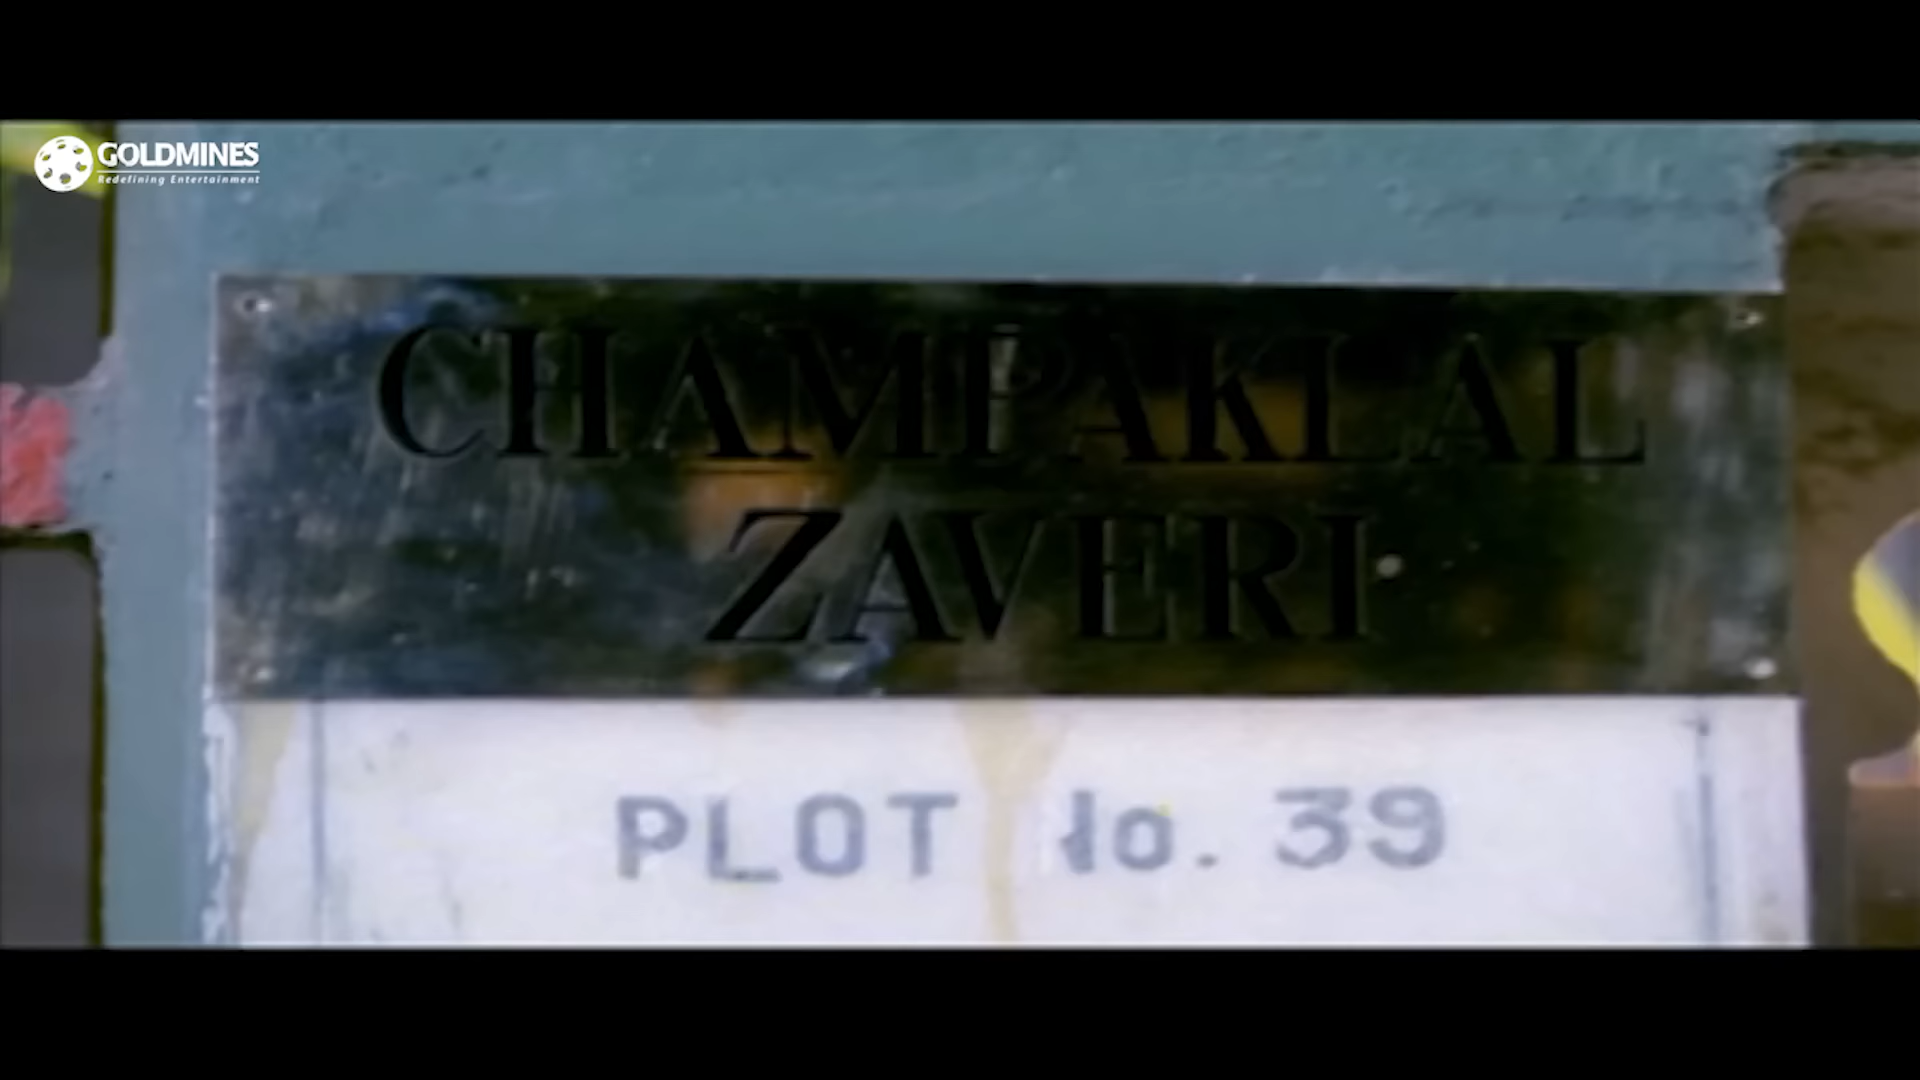 GOLDMINES
Redefining Entertainment
CHAMPAKLAL
ZAVERI
PLOT No. 39